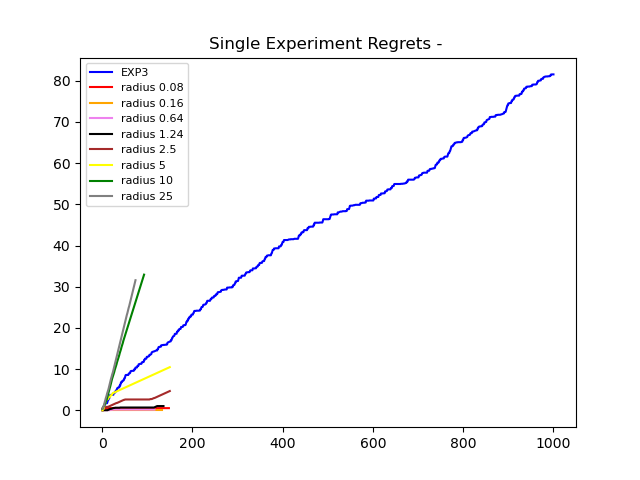 Single Experiment Regrets -
EXP3
radius 0.08
radius 0.16
radius 0.64
radius 1.24
radius 2.5
radius 5
radius 10
radius 25
80
70
60
50
40
30
20
10
0
0 200 400 600 800 1000